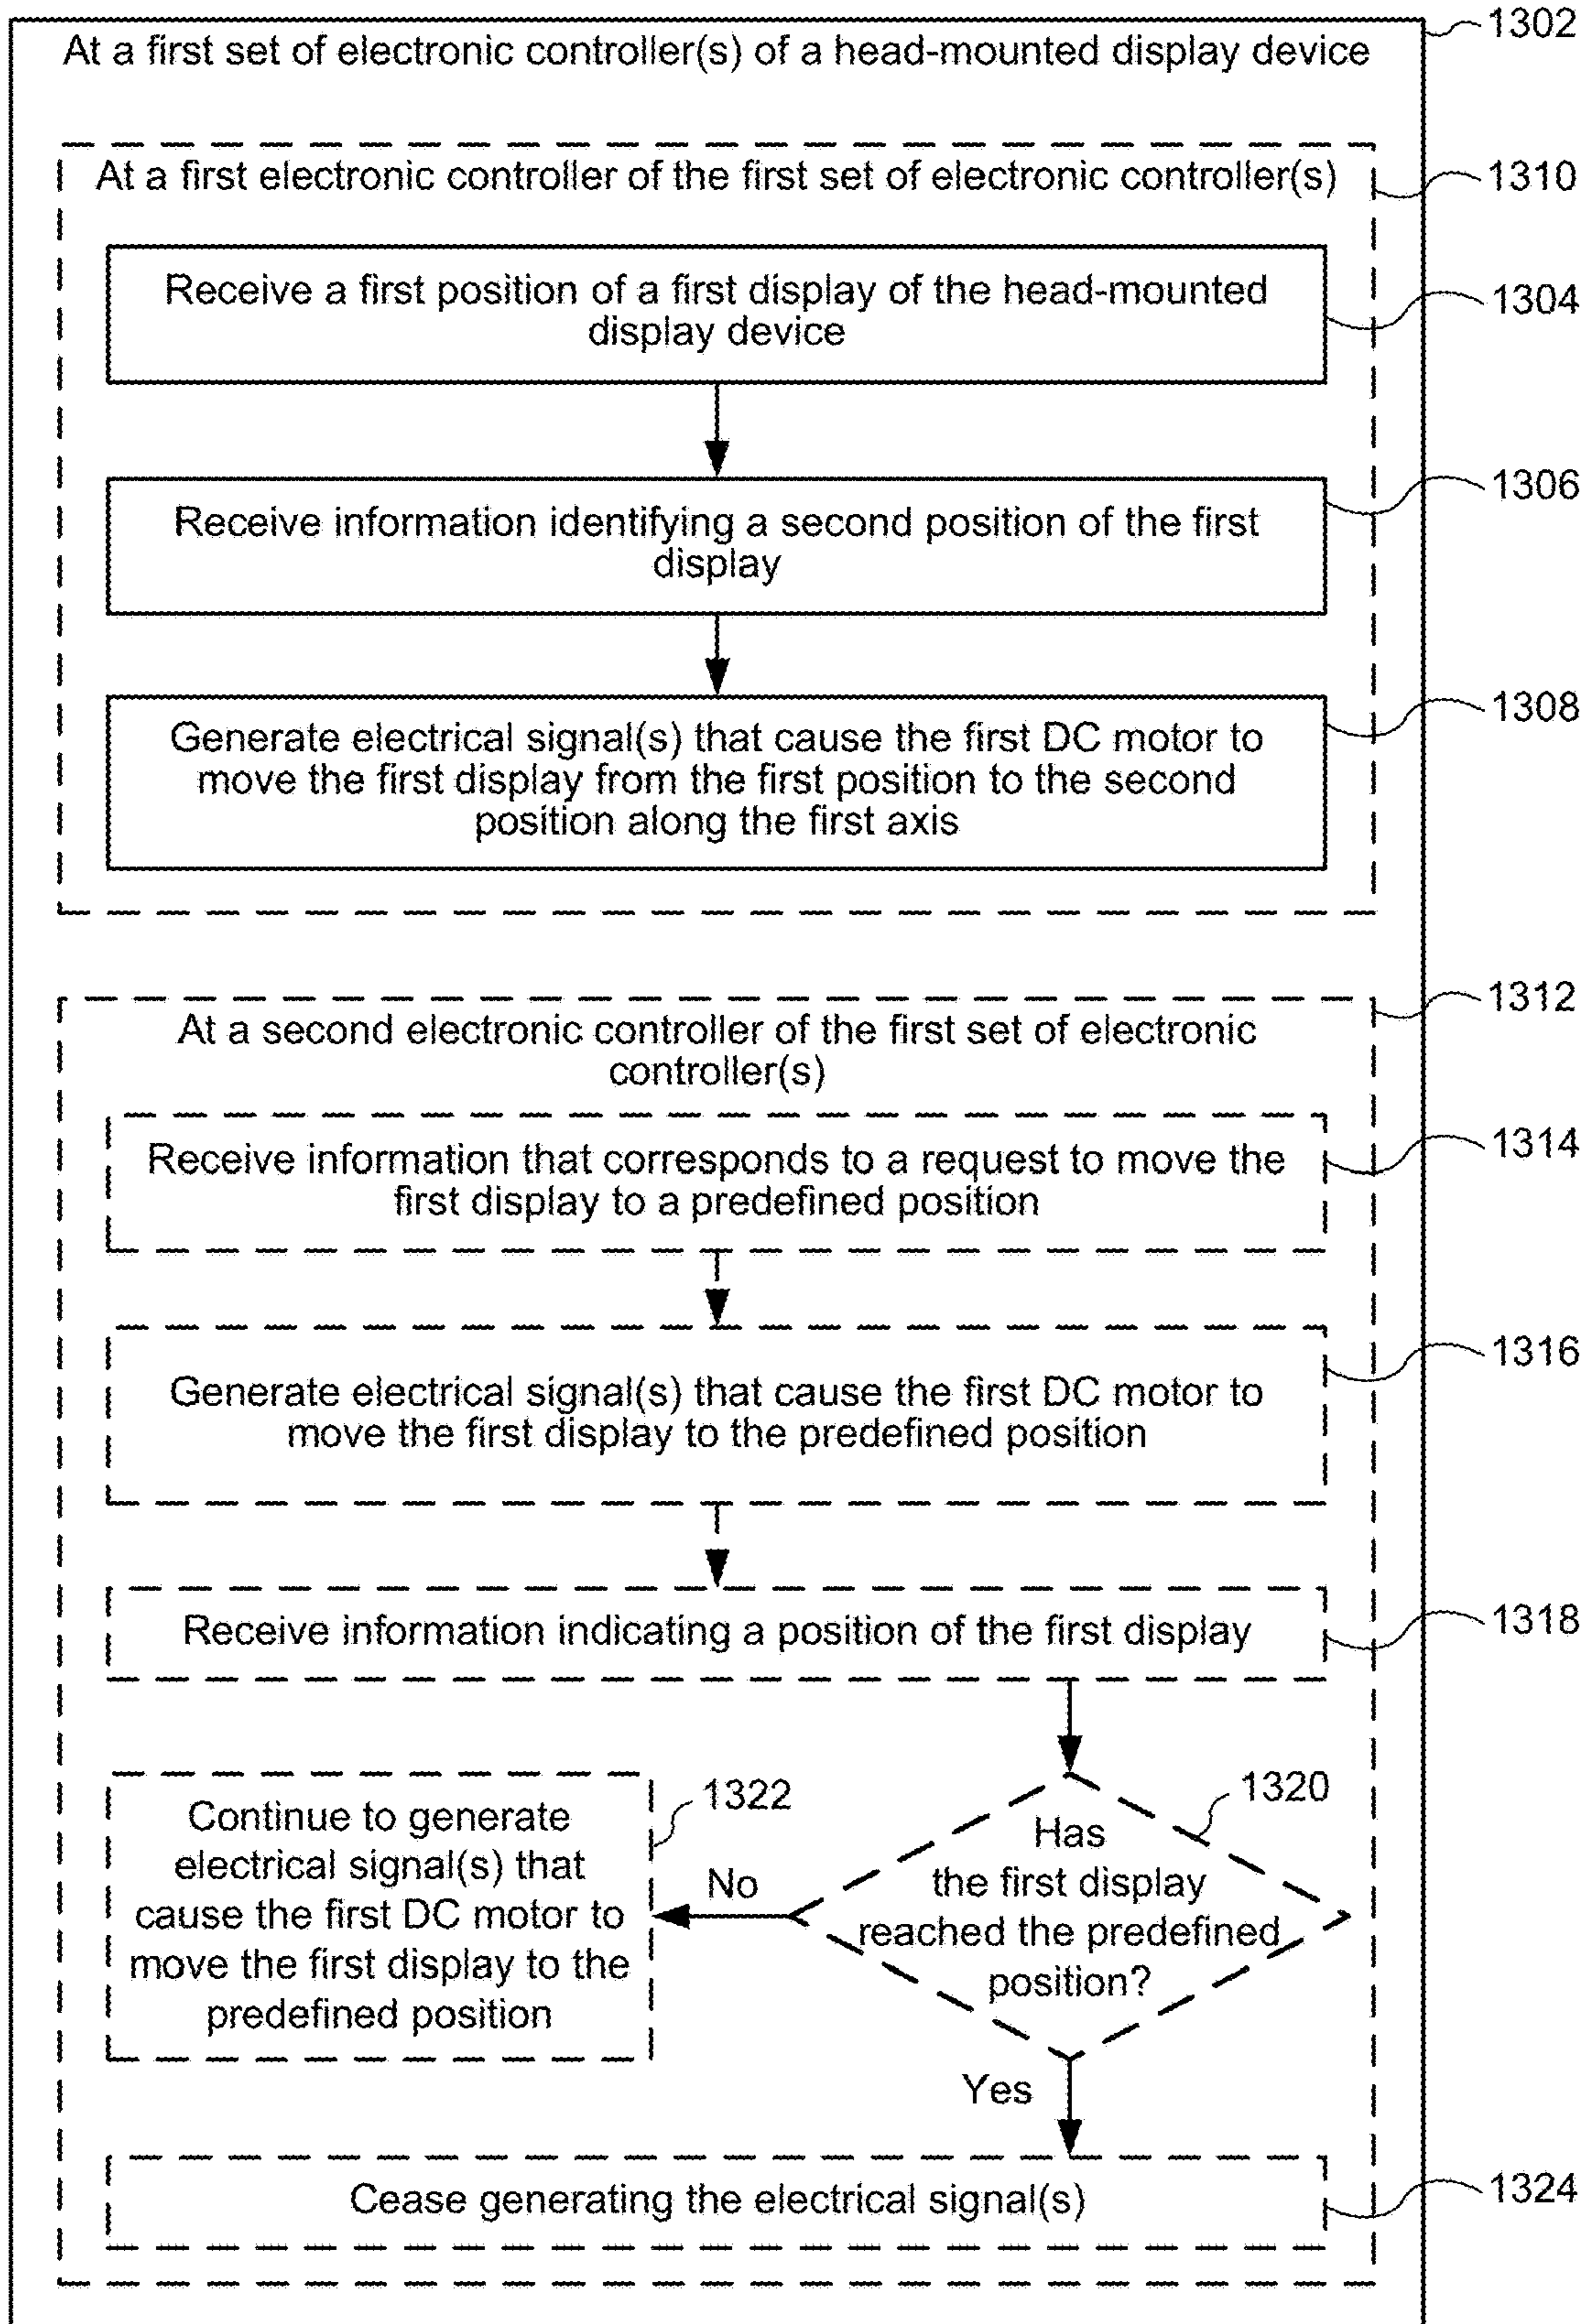 1302
At a first set of electronic controller(s) of a head-mounted display device
At a first electronic controller of the first set of electronic controller(s)
1310
Receive a first position of a first display of the head-mounted
display device
1304
Receive information identifying a second position of the first
display
1306
Generate electrical signal(s) that cause the first DC motor to
move the first display from the first position to the second
position along the first axis
1308
1312
At a second electronic controller of the first set of electronic
controller(s)
Receive information that corresponds to a request to move the
first display to a predefined position
1314
Generate electrical signal(s) that cause the first DC motor to
move the first display to the predefined position
1316
Receive information indicating a position of the first display
1318
1320
Has
the first display
reached the predefined
position?
No
1322
Continue to generate
electrical signal(s) that
cause the first DC motor to
move the first display to the
predefined position
Yes
Cease generating the electrical signal(s)
1324